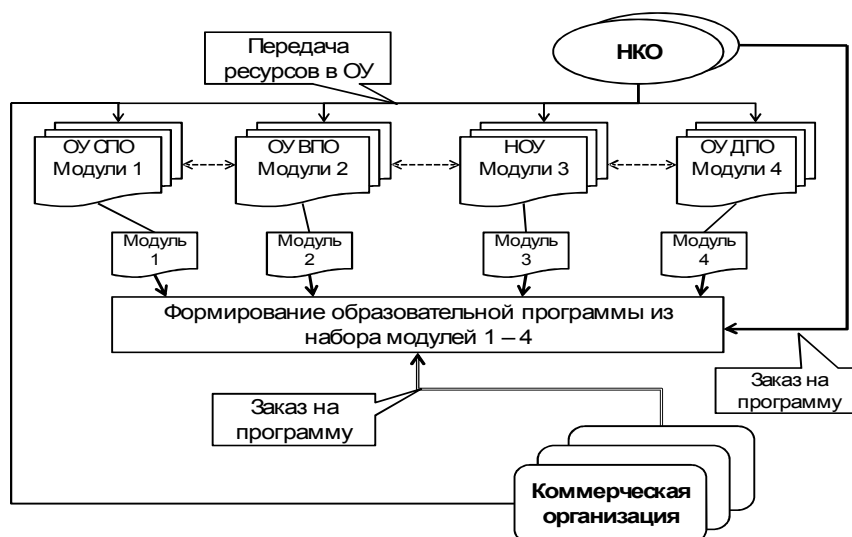 Передача
ресурсов в ОУ
НКО
ОУ СПО
Модули 1
ОУ ВПО
Модули 2
НОУ
Модули 3
ОУ ДПО
Модули 4
Модуль
1
Модуль
2
Модуль
3
Модуль
4
Формирование образовательной программы из
набора модулей 1 – 4
Заказ на
программу
Заказ на
программу
Коммерческая
организация